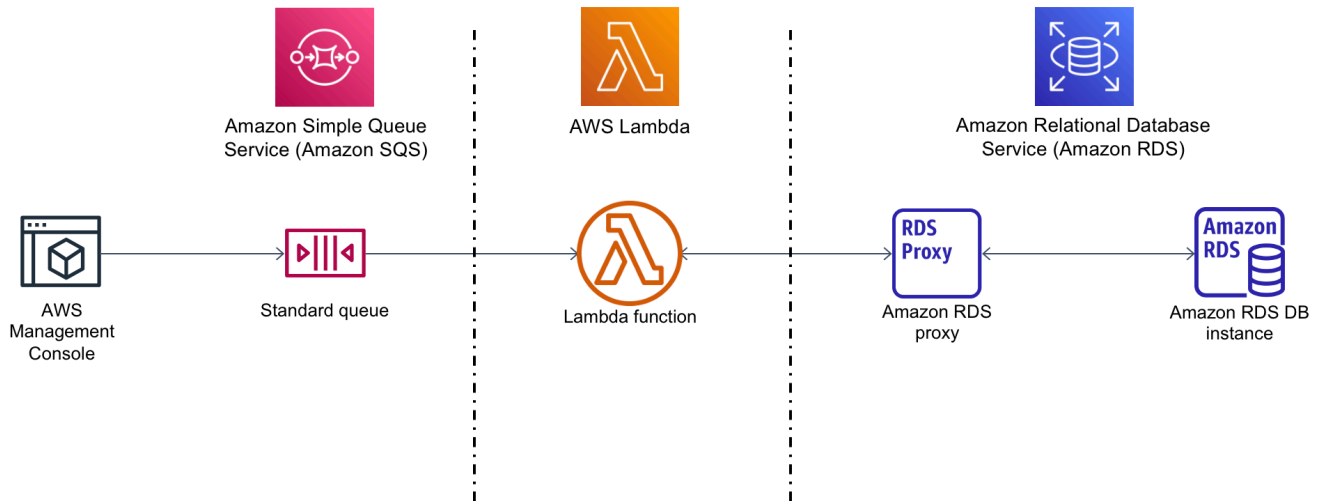 Amazon Simple Queue
Service (Amazon SQS)
AWS Lambda
Amazon Relational Database
Service (Amazon RDS)
RDS
Proxy
Amazon
RDS
AWS
Management
Console
Standard queue
Lambda function
Amazon RDS
proxy
Amazon RDS DB
instance